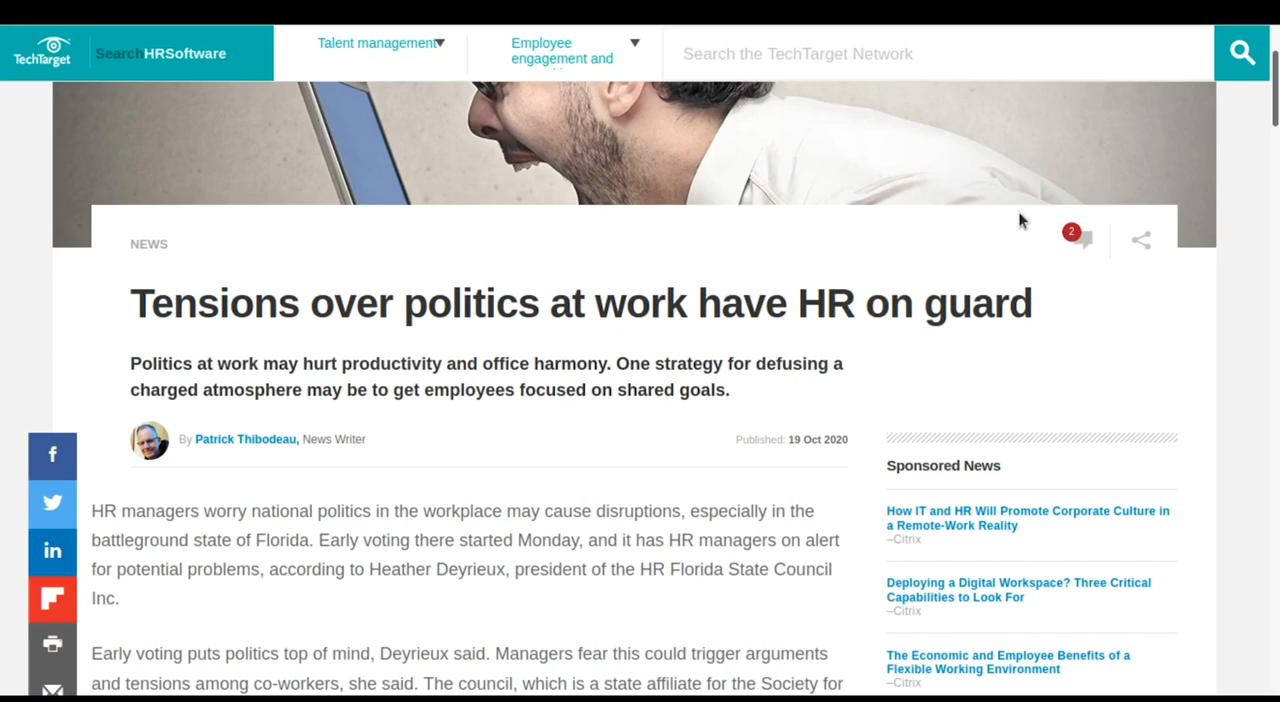 TechTarget
SearchHRSoftware
Talent management
Employee
engagement and
Search the TechTarget Network
2
NEWS
Tensions over politics at work have HR on guard
Politics at work may hurt productivity and office harmony. One strategy for defusing a
charged atmosphere may be to get employees focused on shared goals.
By Patrick Thibodeau, News Writer
Published: 19 Oct 2020
HR managers worry national politics in the workplace may cause disruptions, especially in the
battleground state of Florida. Early voting there started Monday, and it has HR managers on alert
for potential problems, according to Heather Deyrieux, president of the HR Florida State Council
Inc.
Early voting puts politics top of mind, Deyrieux said. Managers fear this could trigger arguments
and tensions among co-workers, she said. The council, which is a state affiliate for the Society for
Sponsored News
How IT and HR Will Promote Corporate Culture in
a Remote-Work Reality
–Citrix
Deploying a Digital Workspace? Three Critical
Capabilities to Look For
–Citrix
The Economic and Employee Benefits of a
Flexible Working Environment
–Citrix